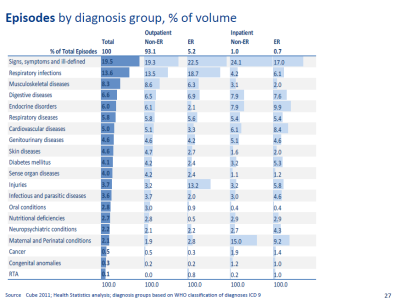 Episodes by diagnosis group, % of volume
Outpatient Inpatient
Total Non-ER ER Non-ER ER
% of Total Episodes 100 93.1 5.2 1.0 0.7
Signs, symptoms and ill-defined 19.5 19.3 22.5 24.1 17.0
Respiratory infections 13.6 13.5 18.7 4.2 6.1
Musculoskeletal diseases 8.3 8.6 6.3 3.1 2.0
Digestive diseases 6.6 6.5 6.9 7.9 7.6
Endocrine disorders 6.0 6.1 2.1 7.9 9.9
Respiratory diseases 5.8 5.8 5.6 5.4 5.4
Cardiovascular diseases 5.0 5.1 3.3 6.1 8.4
Genitourinary diseases 4.6 4.6 4.2 5.1 4.6
Skin diseases 4.6 4.7 2.7 1.6 2.0
Diabetes mellitus 4.1 4.2 2.4 3.2 5.3
Sense organ diseases 4.0 4.2 2.4 1.1 1.2
Injuries 3.7 3.2 13.2 3.2 5.8
Infectious and parasitic diseases 3.6 3.7 2.0 3.0 4.6
Oral conditions 2.8 3.0 0.9 0.4 0.4
Nutritional deficiencies 2.7 2.8 0.5 2.9 2.9
Neuropsychiatric conditions 2.2 2.1 2.2 2.7 4.3
Maternal and Perinatal conditions 2.1 1.9 2.8 15.0 9.2
Cancer 0.5 0.5 0.3 1.9 1.4
Congenital anomalies 0.3 0.2 0.2 1.2 1.0
RTA 0.1 0.0 0.8 0.2 1.0
100.0 100.0 100.0 100.0 100.0
Source Cube 2011, Health Statistics analysis; diagnosis groups based on WHO classification of diagnoses ICD 9
27